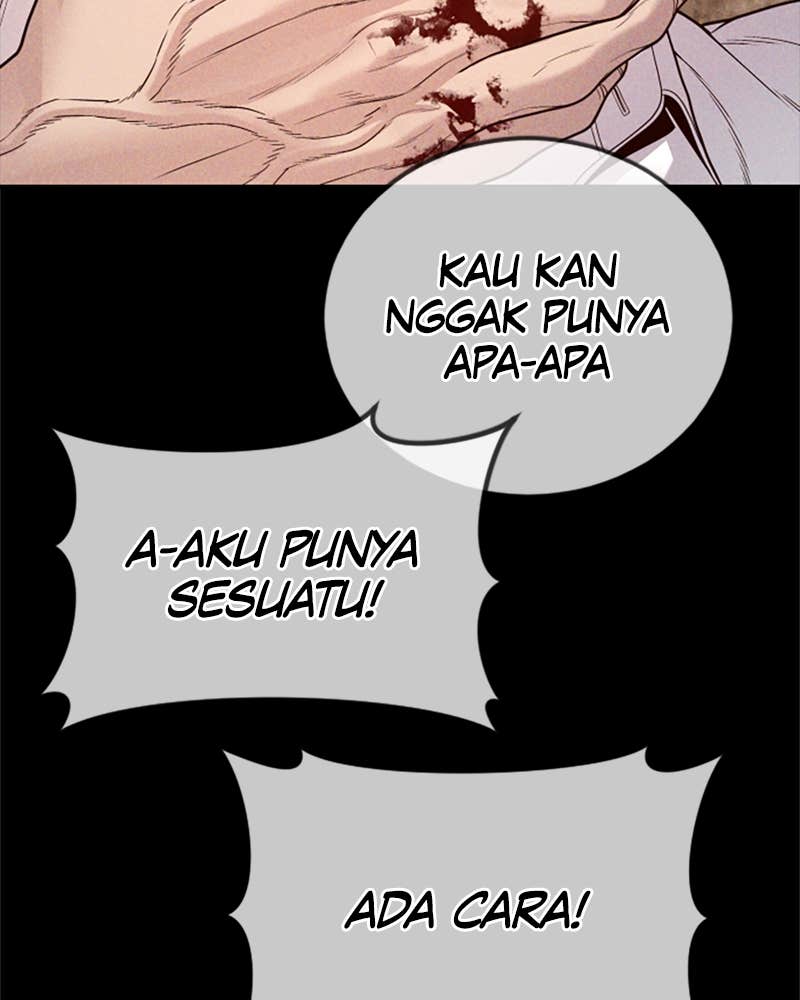 KAU KAN
NGGAK PUNYA
APA-APA
A-AKU PUNYA
SESUATU!
ADA CARA!